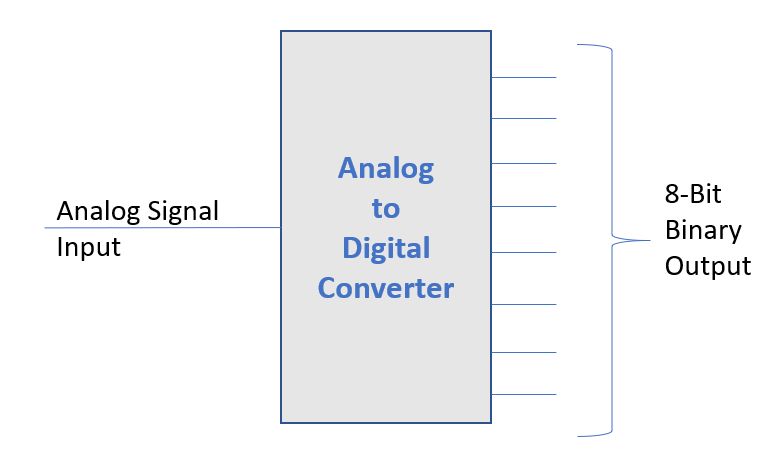 Analog Signal
Input
Analog
to
Digital
Converter
8-Bit
Binary
Output